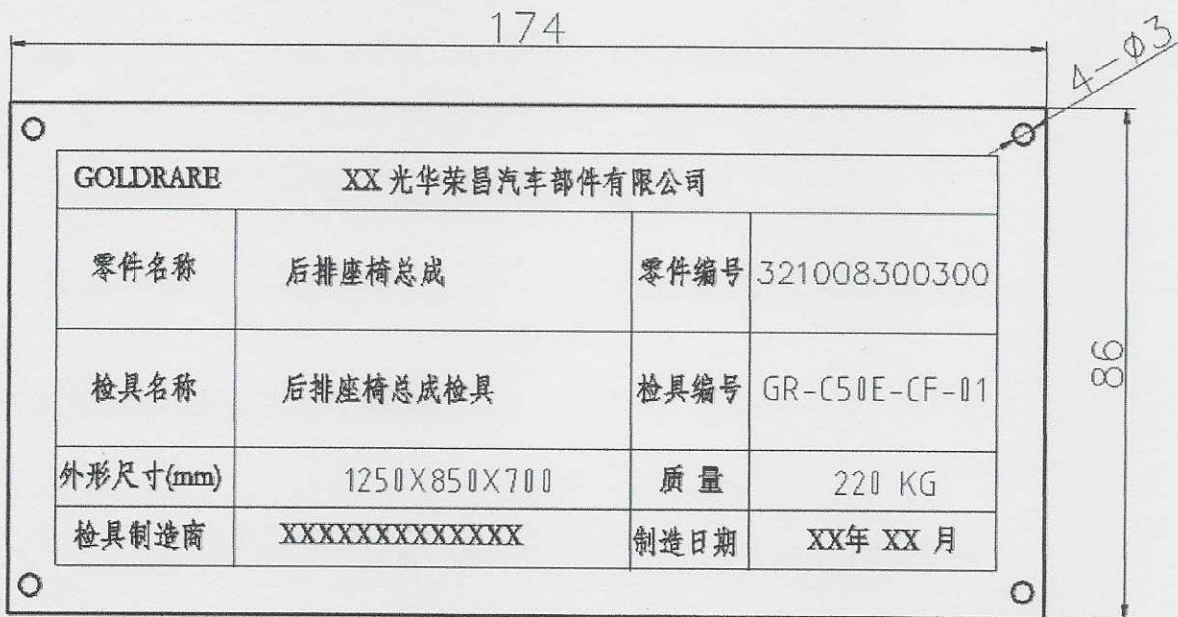 174
4-Φ3
GOLDRARE XX光华荣昌汽车部件有限公司
零件名称 后排座椅总成 零件编号 321008300300
检具名称 后排座椅总成检具 检具编号 GR-C50E-CF-01
86
外形尺寸(mm) 1250X850X700 质量 220 KG
检具制造商 XXXXXXXXXXXXX 制造日期 XX年 XX 月